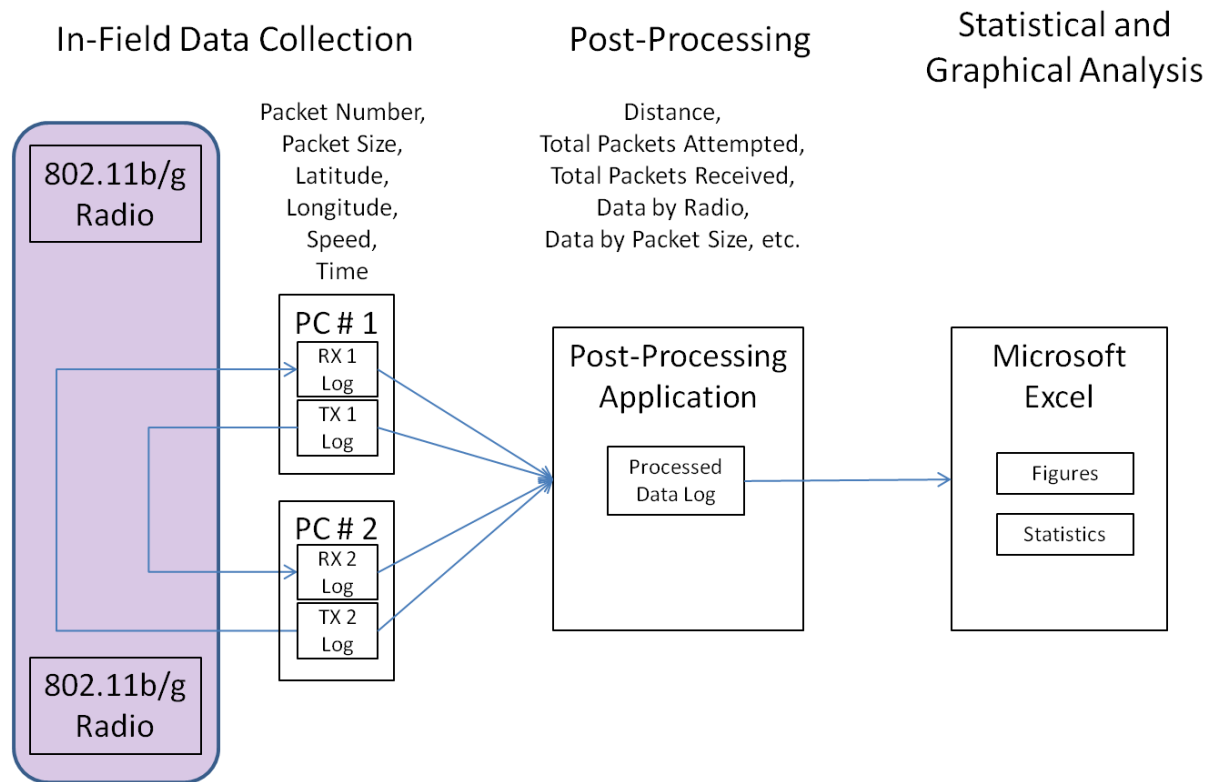 In-Field Data Collection
Post-Processing
Statistical and
Graphical Analysis
Packet Number,
Packet Size,
Latitude,
Longitude,
Speed,
Time
Distance,
Total Packets Attempted,
Total Packets Received,
Data by Radio,
Data by Packet Size, etc.
802.11b/g
Radio
PC # 1
RX 1
Log
TX 1
Log
PC # 2
RX 2
Log
TX 2
Log
802.11b/g
Radio
Post-Processing
Application
Processed
Data Log
Microsoft
Excel
Figures
Statistics